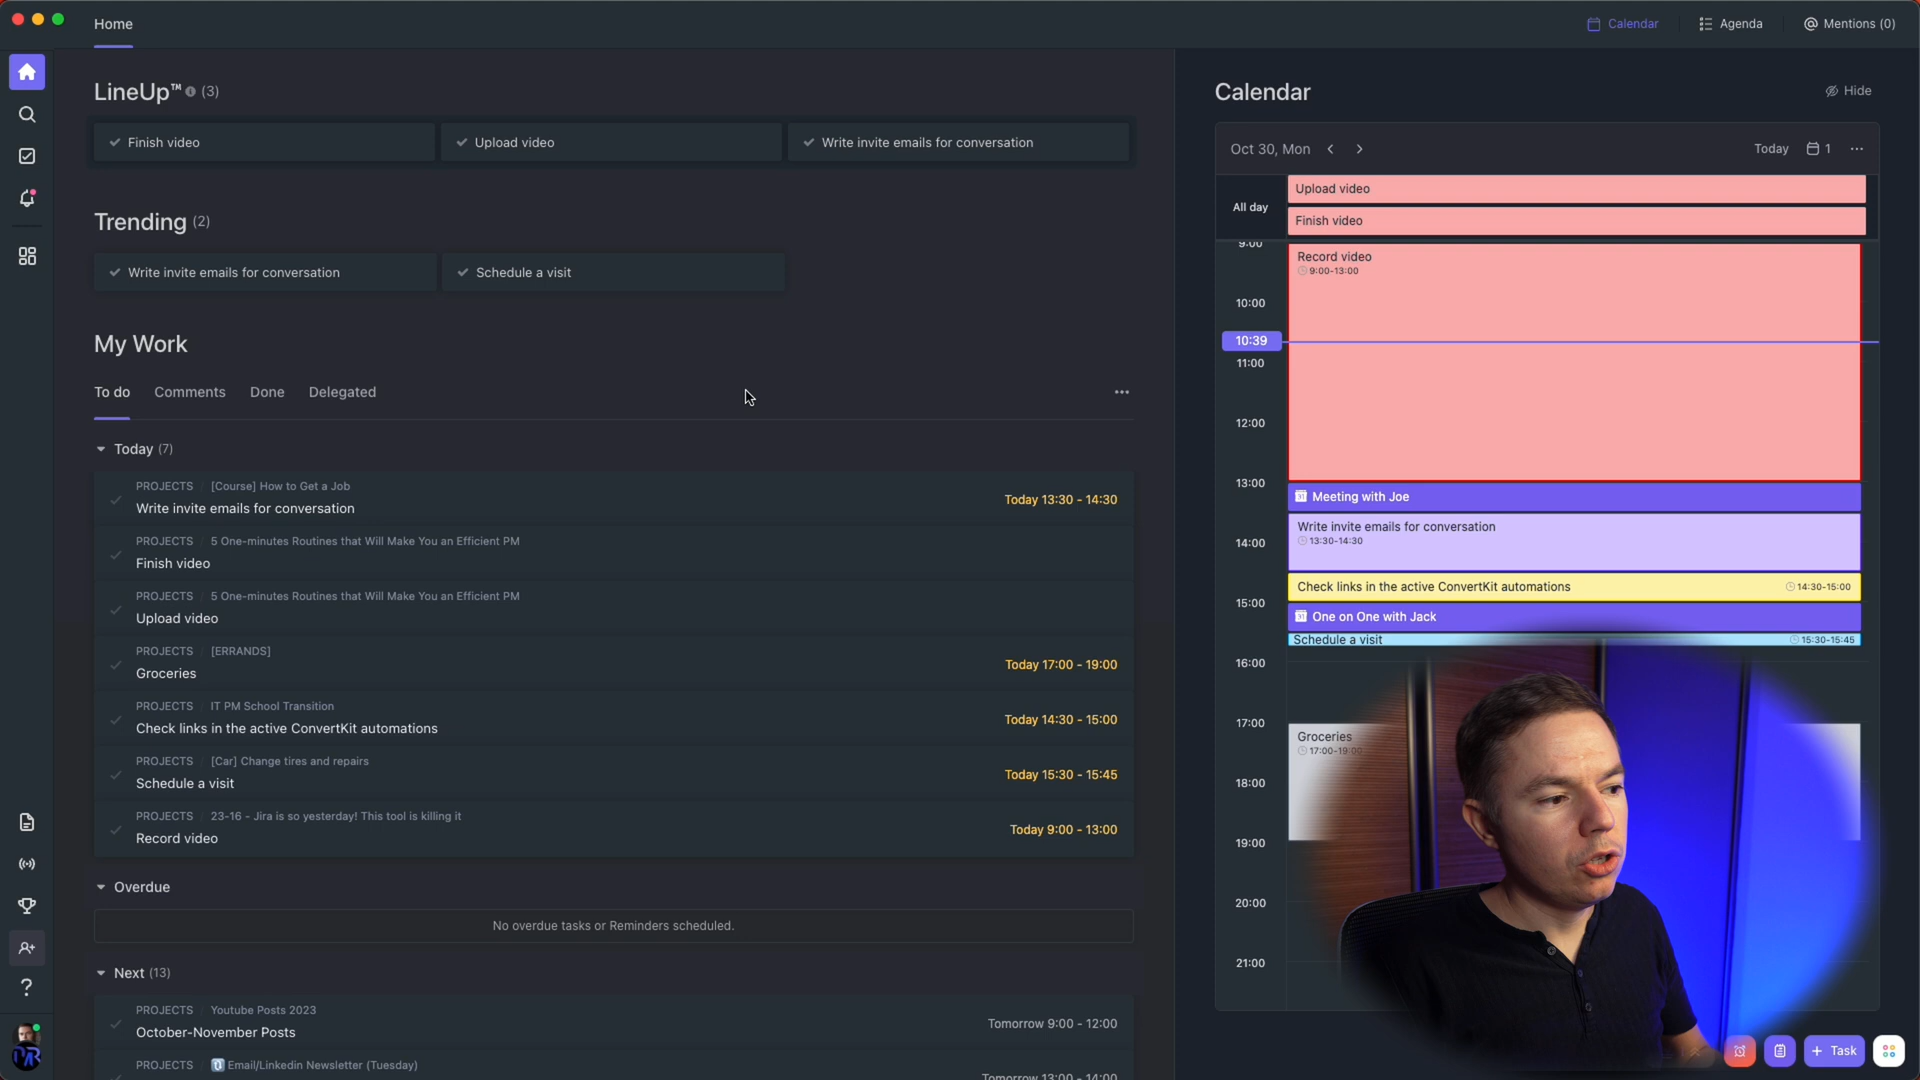 Home
Calendar
Agenda
Mentions (0)
LineUp™ (3)
Finish video
Upload video
Write invite emails for conversation
Trending (2)
Write invite emails for conversation
Schedule a visit
My Work
To do
Comments
Done
Delegated
Today (7)
PROJECTS / [Course] How to Get a Job
Write invite emails for conversation
Today 13:30 - 14:30
PROJECTS / 5 One-minutes Routines that Will Make You an Efficient PM
Finish video
PROJECTS / 5 One-minutes Routines that Will Make You an Efficient PM
Upload video
PROJECTS / [ERRANDS]
Groceries
Today 17:00 - 19:00
PROJECTS / IT PM School Transition
Check links in the active ConvertKit automations
Today 14:30 - 15:00
PROJECTS / [Car] Change tires and repairs
Schedule a visit
Today 15:30 - 15:45
PROJECTS / 23-16 - Jira is so yesterday! This tool is killing it
Record video
Today 9:00 - 13:00
Overdue
No overdue tasks or Reminders scheduled.
Next (13)
PROJECTS / Youtube Posts 2023
October-November Posts
Tomorrow 9:00 - 12:00
PROJECTS / Email/Linkedin Newsletter (Tuesday)
Tomorrow 13:00 - 14:00
Calendar
Hide
Oct 30, Mon
Today
1
All day
Upload video
Finish video
9:00
Record video
9:00-13:00
10:00
10:39
11:00
12:00
13:00
Meeting with Joe
Write invite emails for conversation
13:30-14:30
14:00
Check links in the active ConvertKit automations
14:30-15:00
15:00
One on One with Jack
Schedule a visit
15:30-15:45
16:00
17:00
Groceries
17:00-19:00
18:00
19:00
20:00
21:00
+ Task